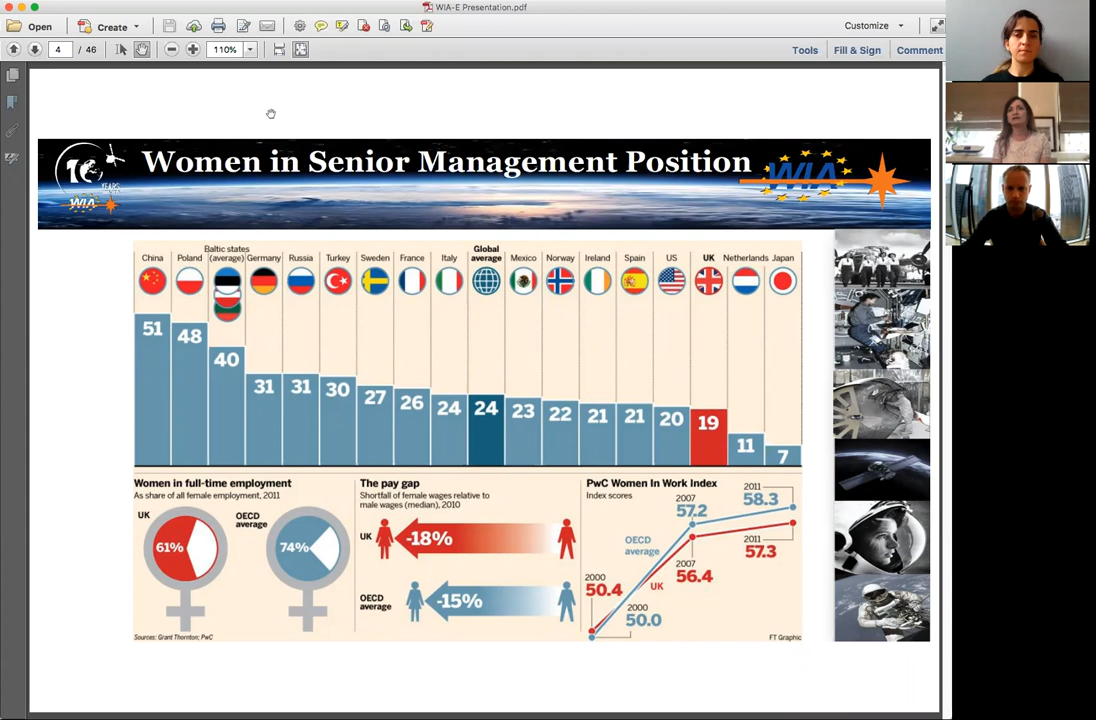 WIA-E Presentation.pdf
Open
Create
Customize
4 / 46
110%
Tools
Fill & Sign
Comment
10
YEARS
WIA
Women in Senior Management Position
WIA
China
Poland
Baltic states
(average)
Germany
Russia
Turkey
Sweden
France
Italy
Global
average
Mexico
Norway
Ireland
Spain
US
UK
Netherlands
Japan
51
48
40
31
31
30
27
26
24
24
23
22
21
21
20
19
11
7
Women in full-time employment
As share of all female employment, 2011
UK
61%
OECD
average
74%
Sources: Grant Thornton; PwC
The pay gap
Shortfall of female wages relative to
male wages (median), 2010
UK
-18%
OECD
average
-15%
PwC Women In Work Index
Index scores
2011
58.3
2007
57.2
OECD
average
2011
57.3
2007
56.4
UK
2000
50.4
2000
50.0
FT Graphic